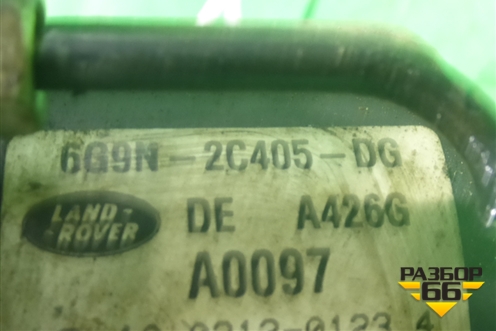 6G9N-2C405-DG
LAND-
-ROVER
DE A426G
A0097
РАЗБОР
66